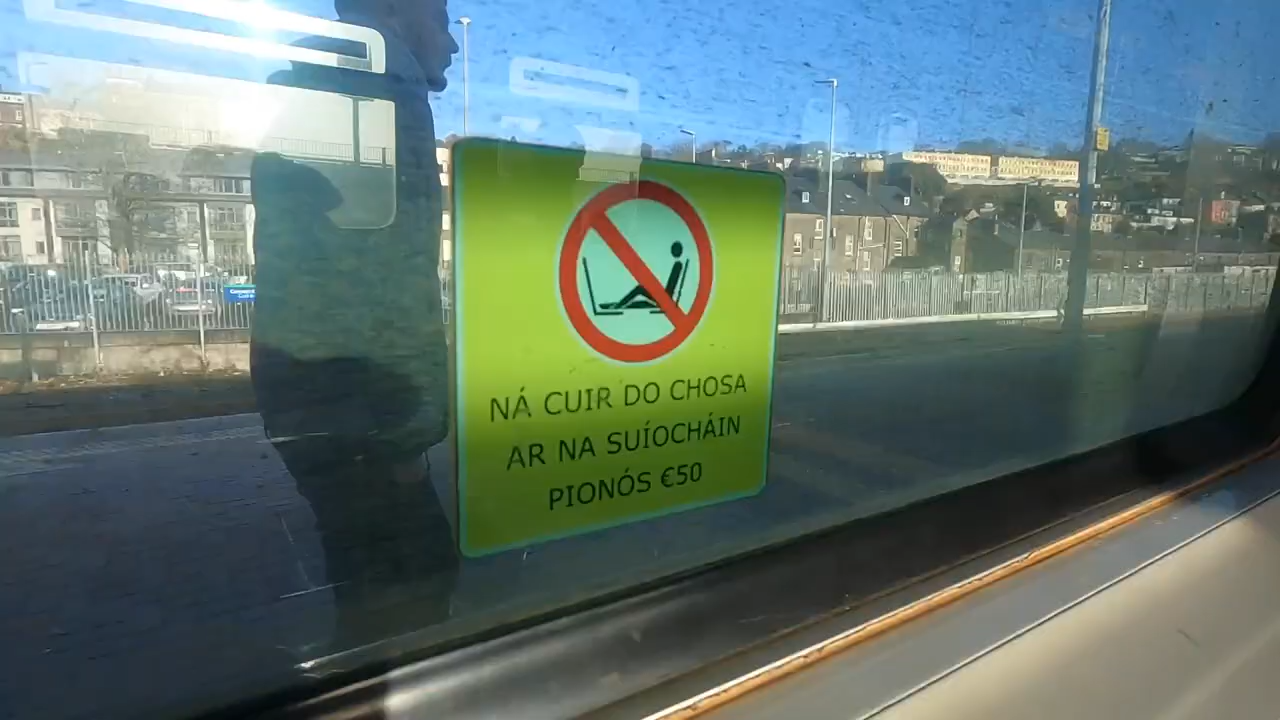 NÁ CUIR DO CHOSA
AR NA SUÍOCHÁIN
PIONÓS €50